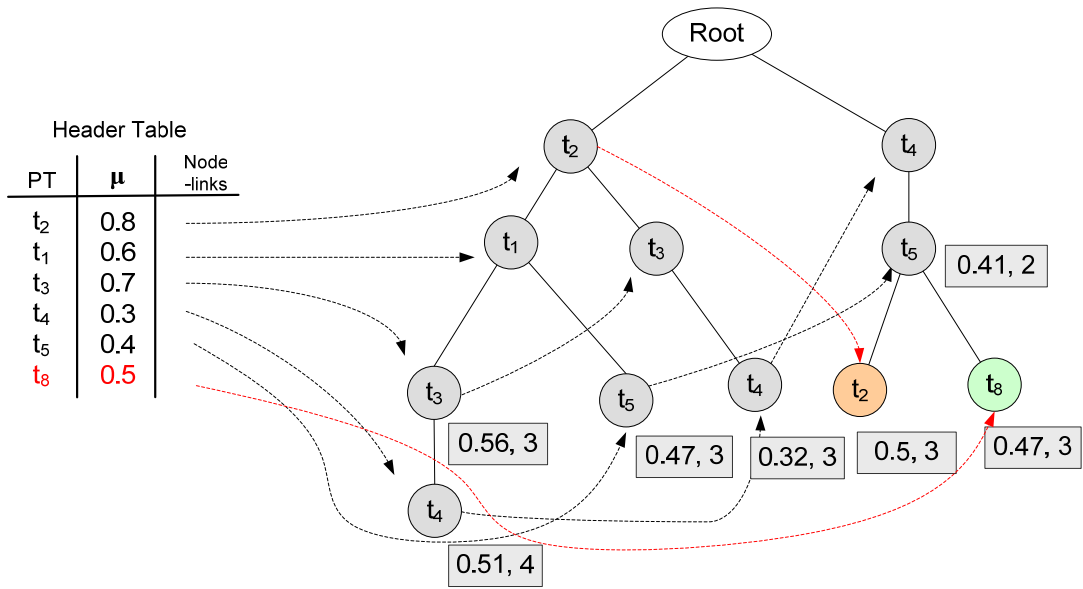 Root
Header Table
PT μ Node
-links
t₂ 0.8
t₁ 0.6
t₃ 0.7
t₄ 0.3
t₅ 0.4
t₈ 0.5
t₂
t₄
t₁
t₃
t₅
0.41, 2
t₃
t₅
t₄
t₂
t₈
0.56, 3
0.47, 3
0.32, 3
0.5, 3
0.47, 3
t₄
0.51, 4